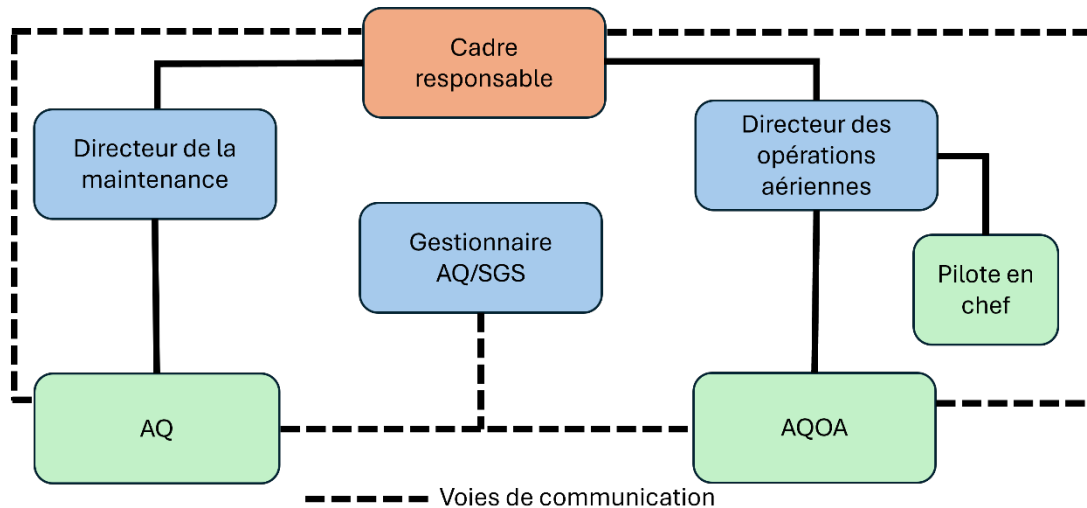 Cadre
responsable
Directeur de la
maintenance
Directeur des
opérations
aériennes
Gestionnaire
AQ/SGS
Pilote en
chef
AQ
AQOA
Voies de communication